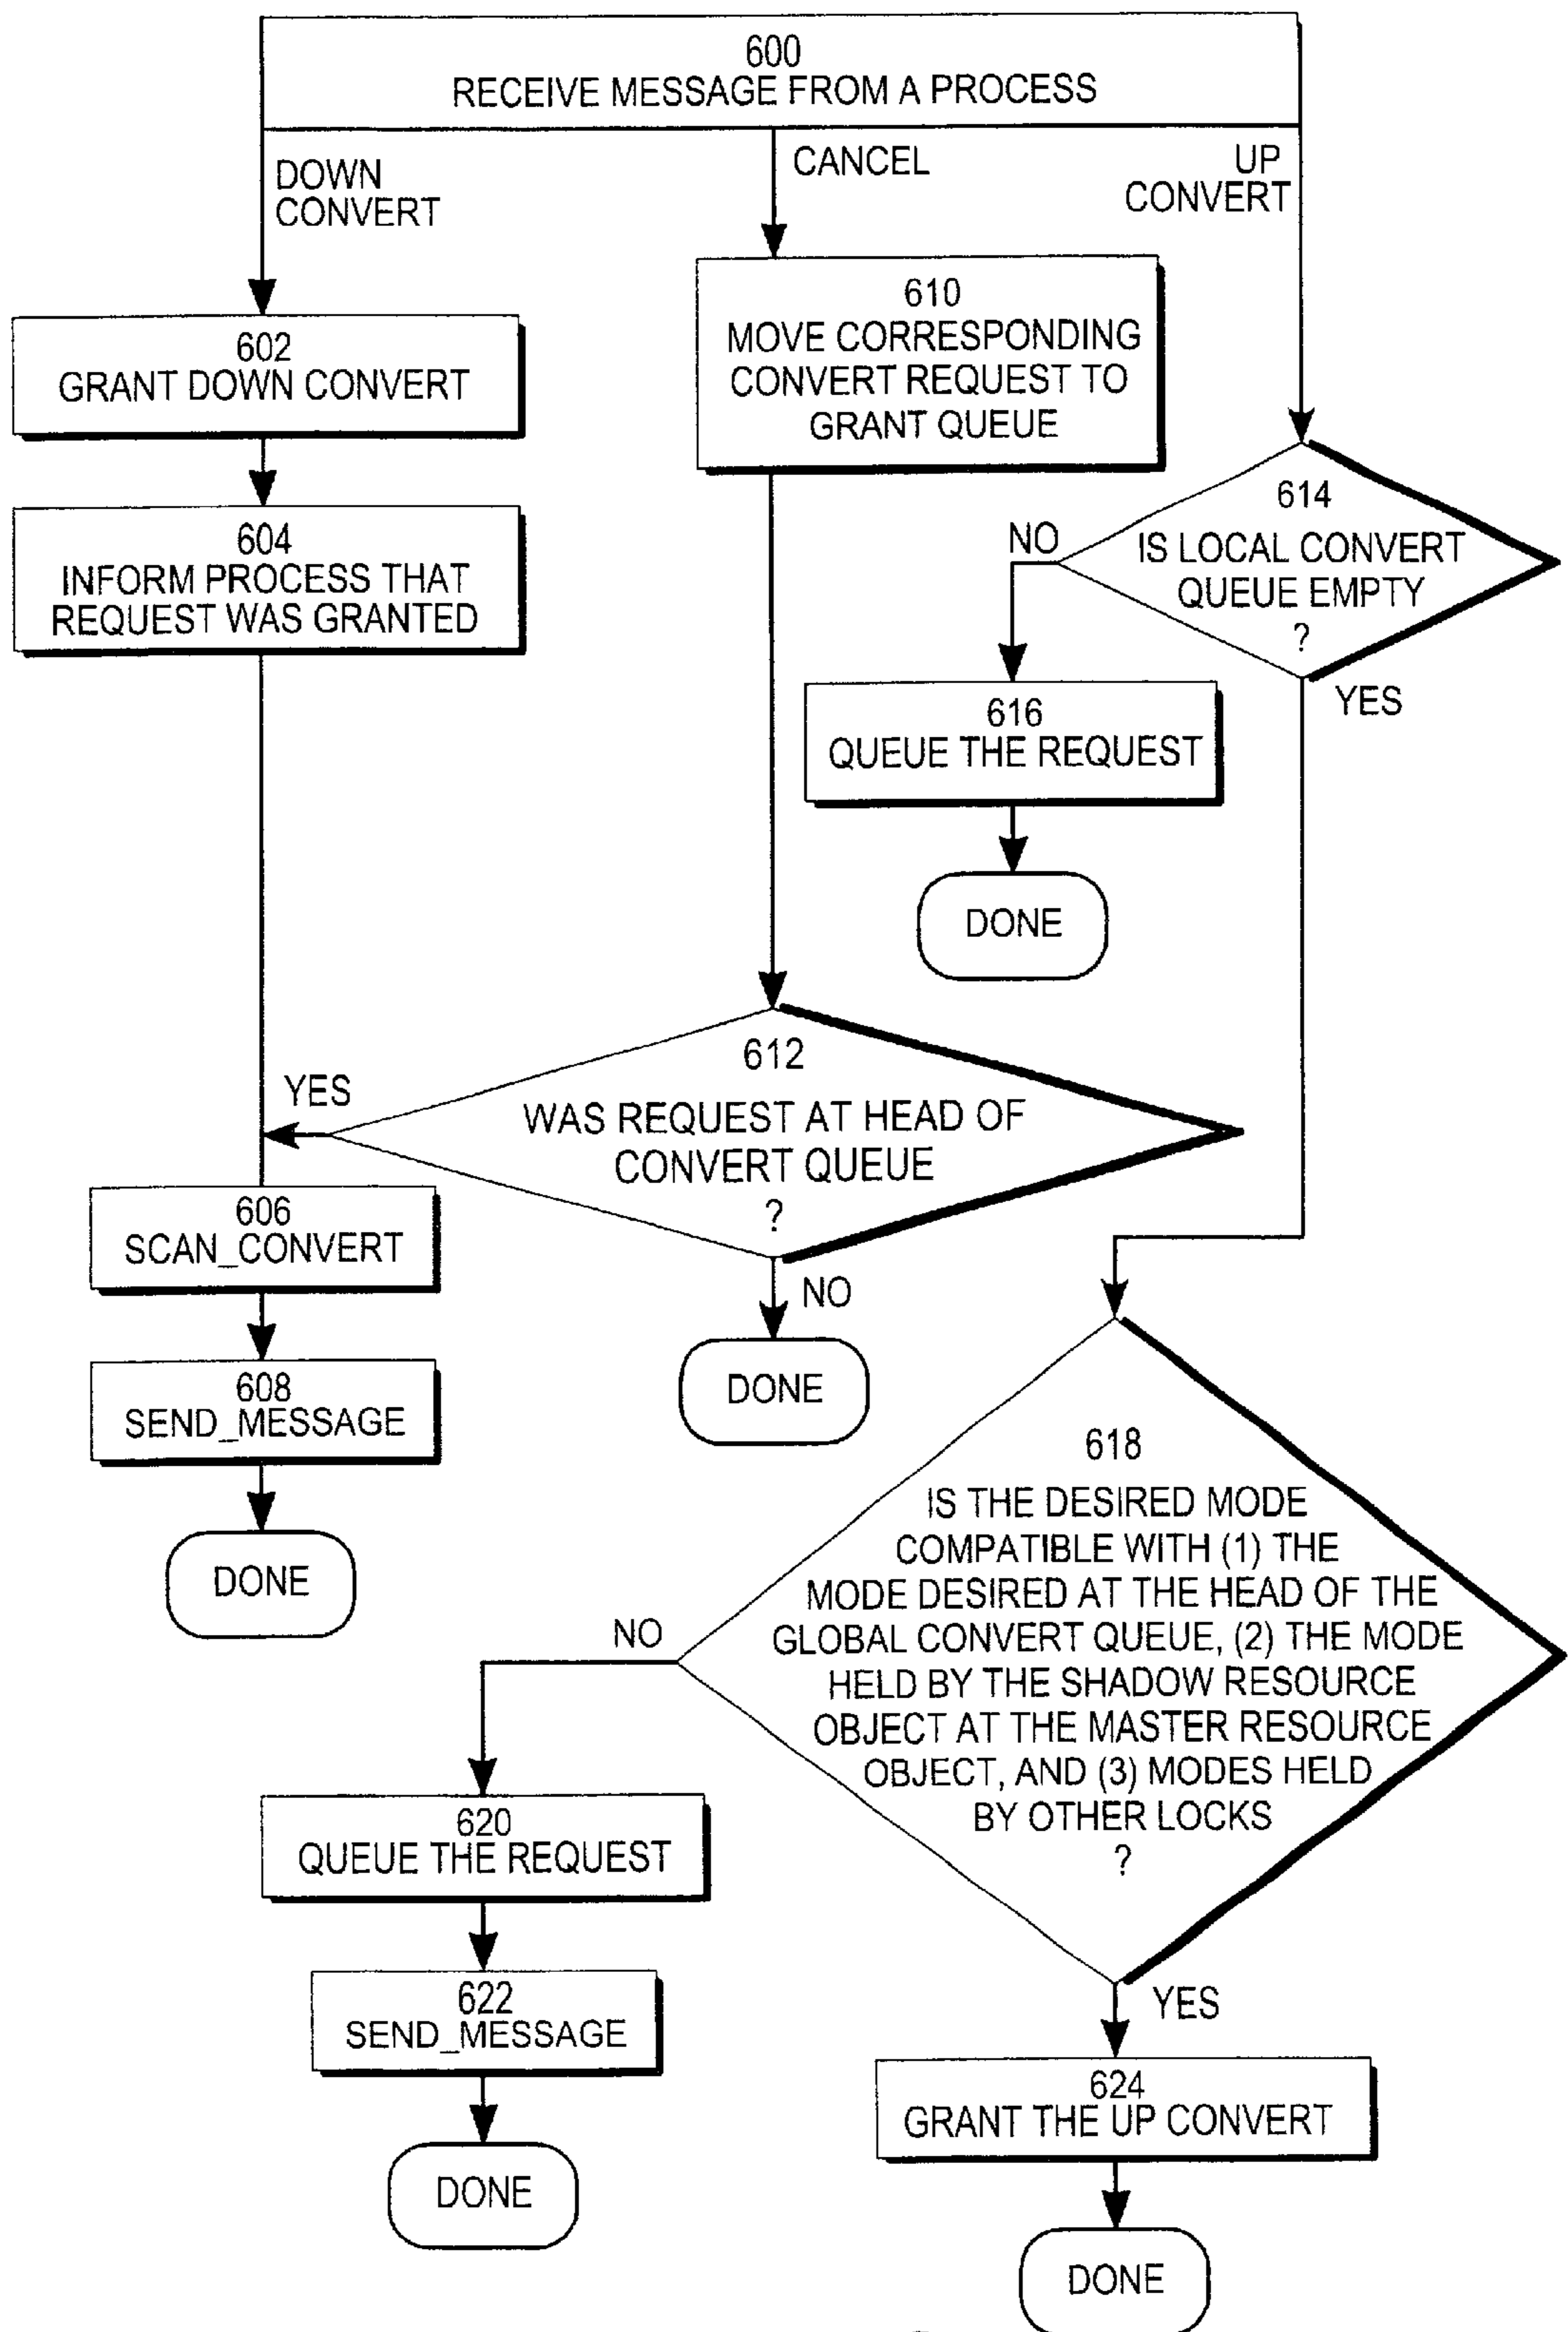 600
RECEIVE MESSAGE FROM A PROCESS
DOWN
CONVERT
CANCEL
UP
CONVERT
602
GRANT DOWN CONVERT
604
INFORM PROCESS THAT
REQUEST WAS GRANTED
610
MOVE CORRESPONDING
CONVERT REQUEST TO
GRANT QUEUE
614
IS LOCAL CONVERT
QUEUE EMPTY
?
NO
YES
616
QUEUE THE REQUEST
DONE
612
WAS REQUEST AT HEAD OF
CONVERT QUEUE
?
YES
NO
DONE
606
SCAN_CONVERT
608
SEND_MESSAGE
DONE
618
IS THE DESIRED MODE
COMPATIBLE WITH (1) THE
MODE DESIRED AT THE HEAD OF THE
GLOBAL CONVERT QUEUE, (2) THE MODE
HELD BY THE SHADOW RESOURCE
OBJECT AT THE MASTER RESOURCE
OBJECT, AND (3) MODES HELD
BY OTHER LOCKS
?
NO
YES
620
QUEUE THE REQUEST
622
SEND_MESSAGE
DONE
624
GRANT THE UP CONVERT
DONE